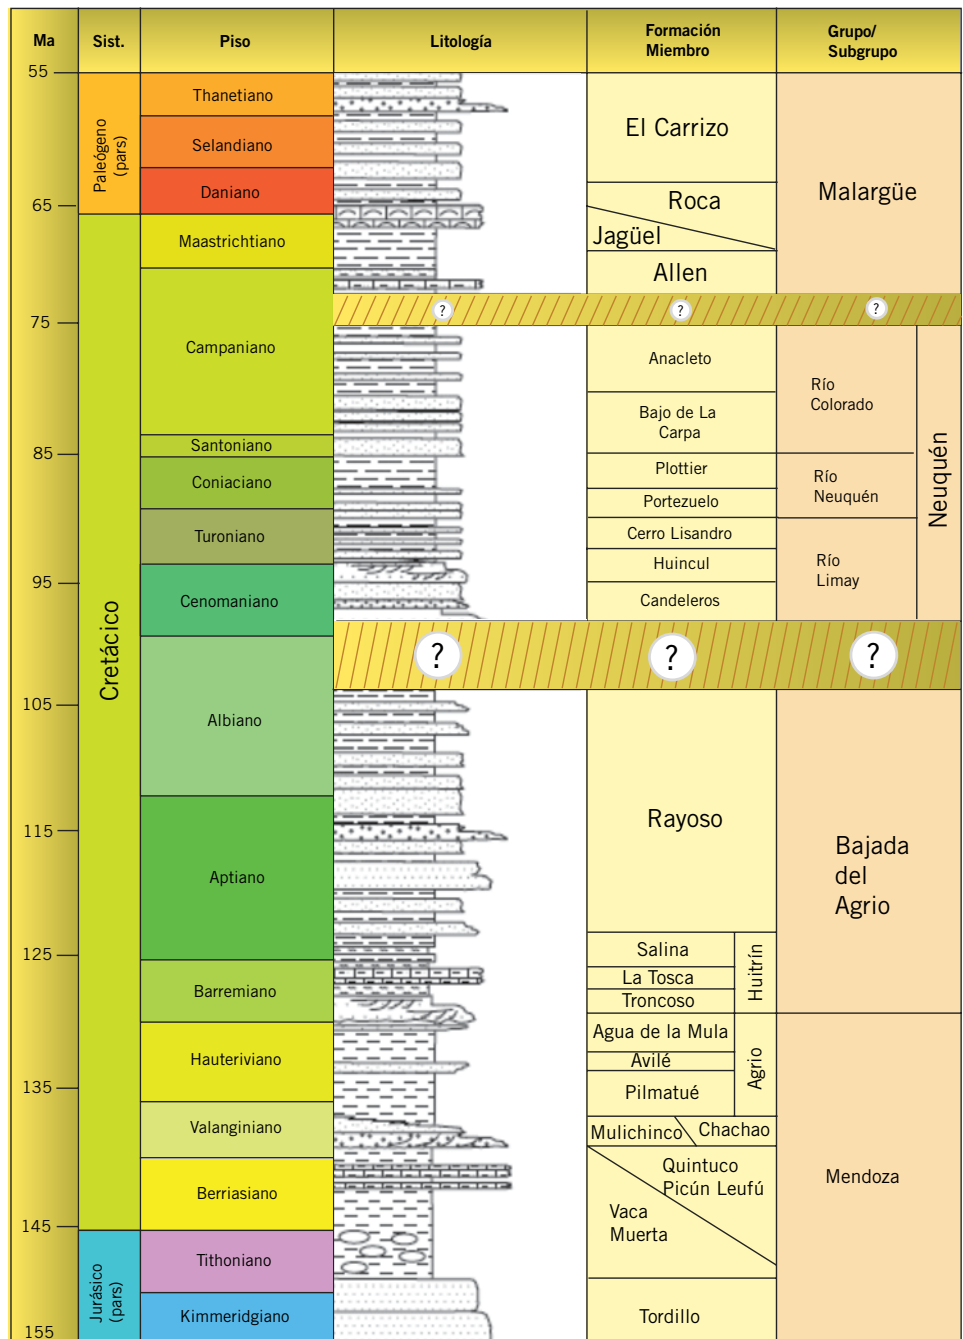 Ma
Sist.
Piso
Litología
Formación
Miembro
Grupo/
Subgrupo
55
65
75
85
95
105
115
125
135
145
155
Paleógeno
(pars)
Cretácico
Jurásico
(pars)
Thanetiano
Selandiano
Daniano
Maastrichtiano
Campaniano
Santoniano
Coniaciano
Turoniano
Cenomaniano
Albiano
Aptiano
Barremiano
Hauteriviano
Valanginiano
Berriasiano
Tithoniano
Kimmeridgiano
El Carrizo
Roca
Jagüel
Allen
Malargüe
?
?
?
Anacleto
Bajo de La
Carpa
Plottier
Portezuelo
Cerro Lisandro
Huincul
Candeleros
Río
Colorado
Río
Neuquén
Río
Limay
Neuquén
?
?
?
Rayoso
Salina
La Tosca
Troncoso
Huitrín
Bajada
del
Agrio
Agua de la Mula
Avilé
Pilmatué
Agrio
Mulichinco
Chachao
Quintuco
Picún Leufú
Vaca
Muerta
Tordillo
Mendoza